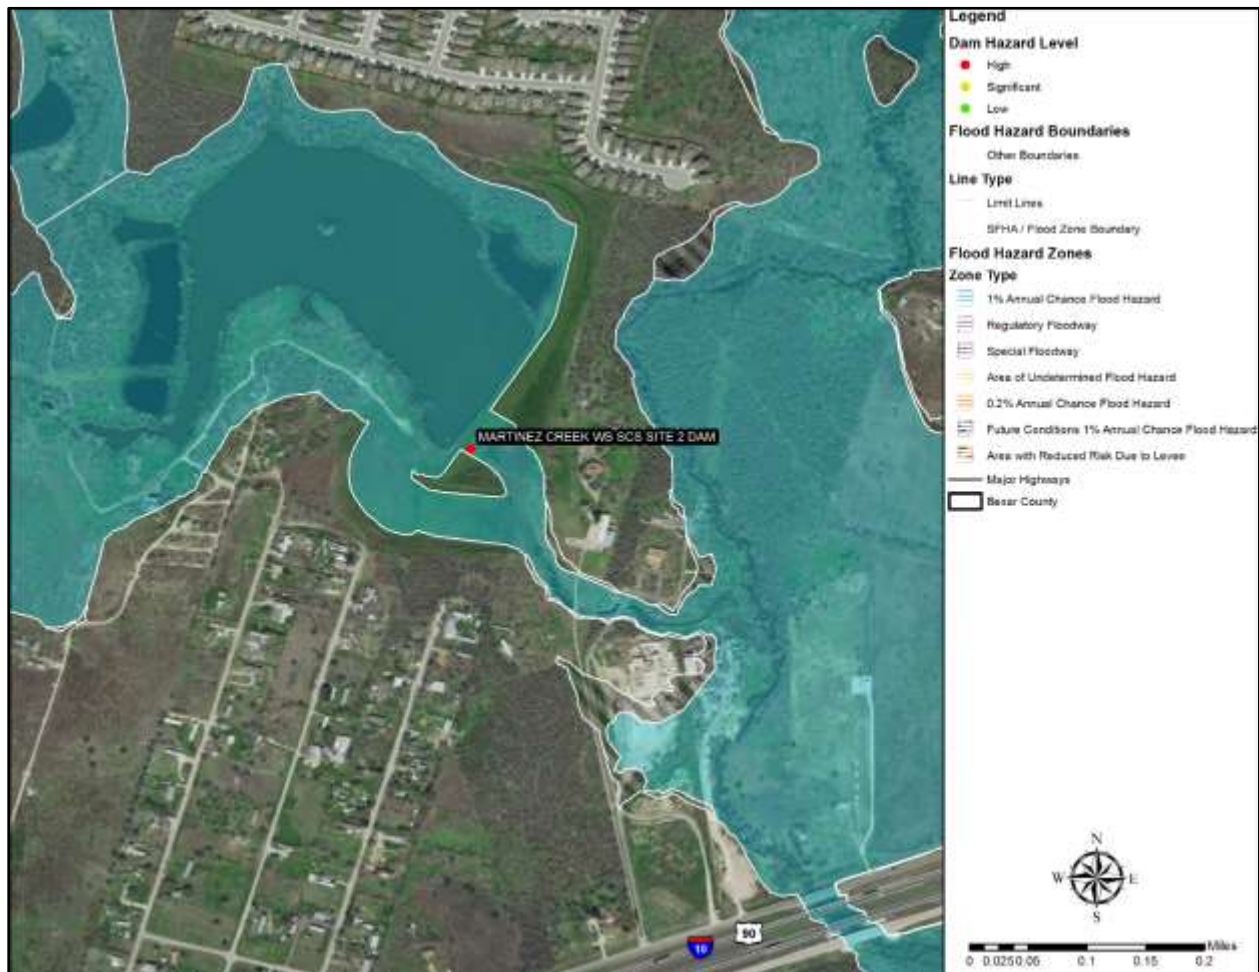 Legend
Dam Hazard Level
High
Significant
Low
Flood Hazard Boundaries
Other Boundaries
Line Type
Limit Lines
SFHA / Flood Zone Boundary
Flood Hazard Zones
Zone Type
1% Annual Chance Flood Hazard
Regulatory Floodway
Special Floodway
Area of Undetermined Flood Hazard
0.2% Annual Chance Flood Hazard
Future Conditions 1% Annual Chance Flood Hazard
Area with Reduced Risk Due to Levee
Major Highways
Bexar County
MARTINEZ CREEK WS SCS SITE 2 DAM
90
10
N
W E
S
Miles
0 0.025 0.05 0.1 0.15 0.2